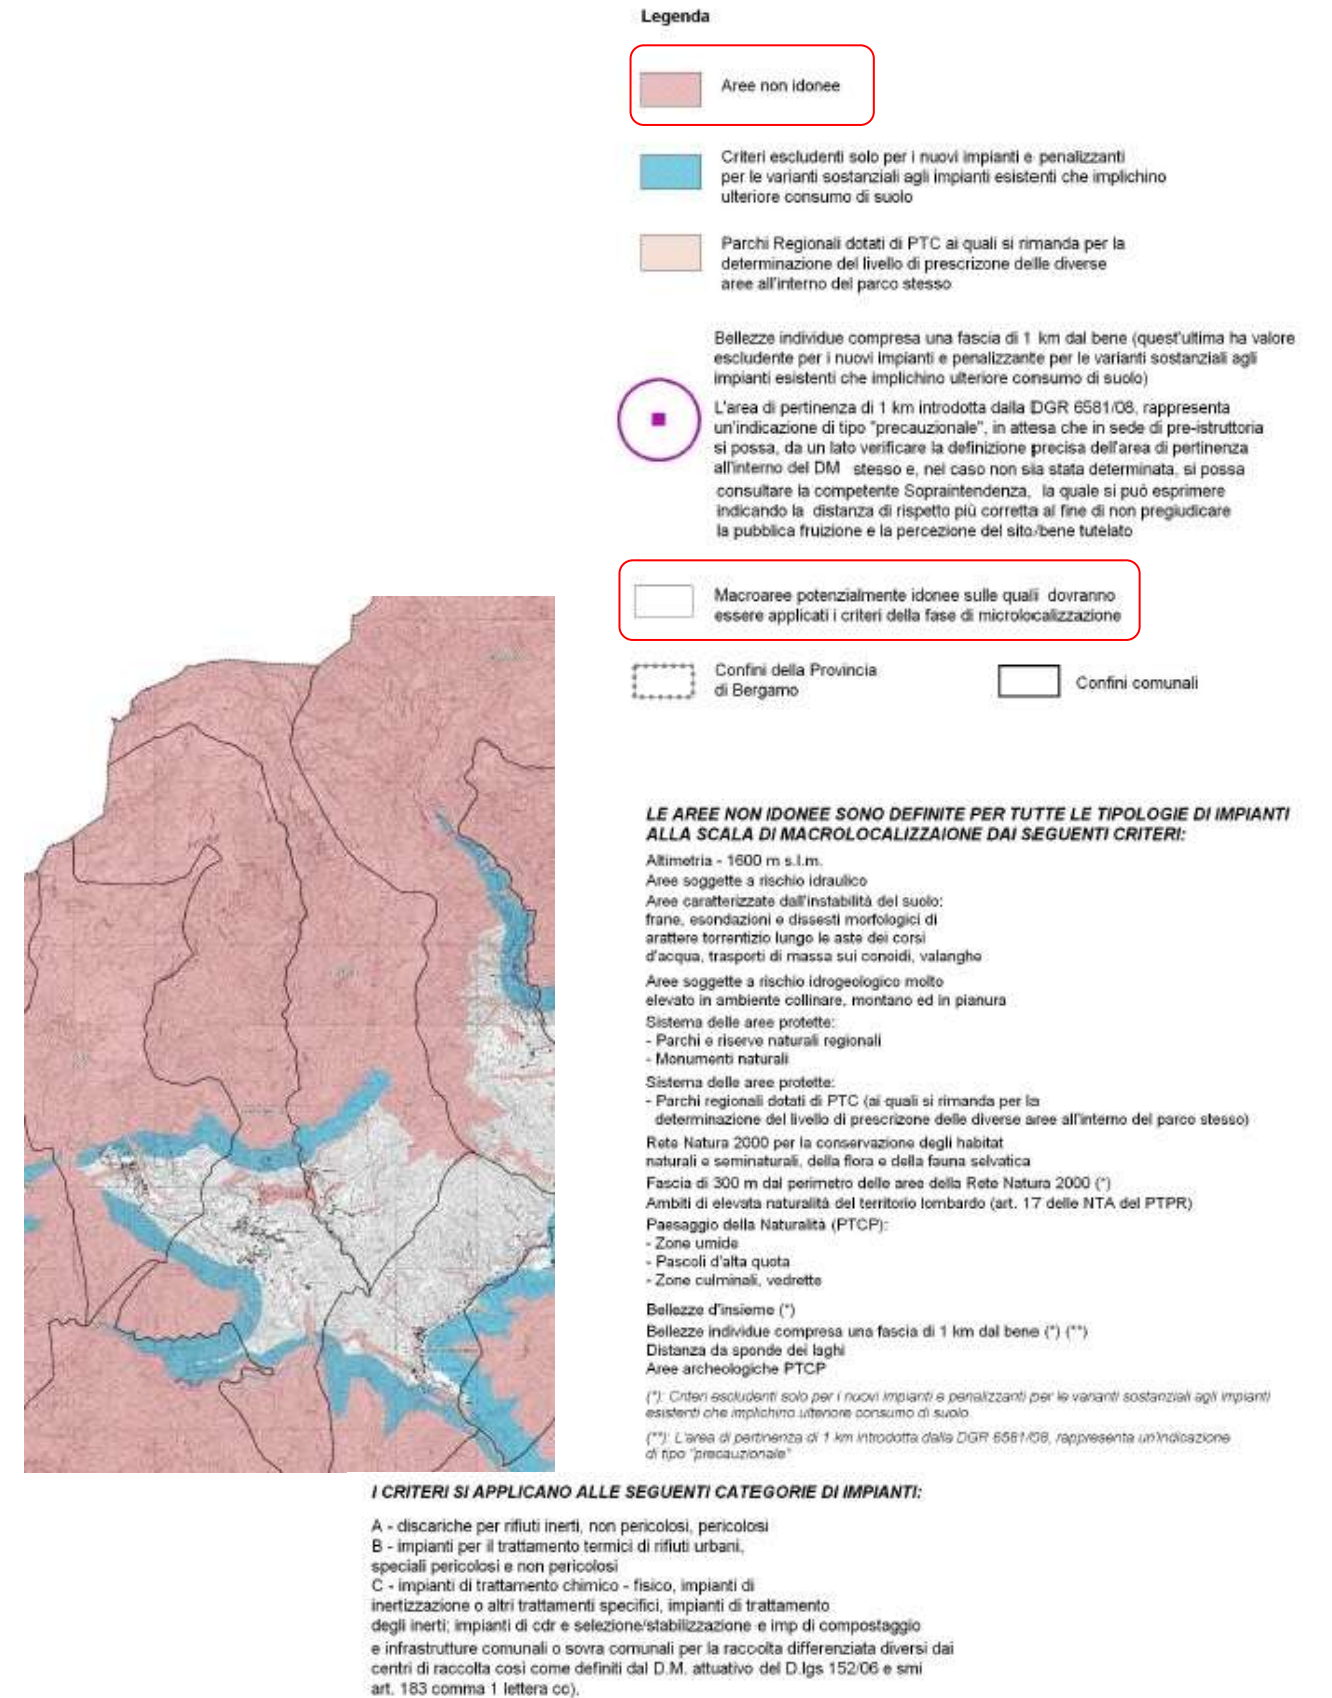 Legenda
Aree non idonee
Criteri escludenti solo per i nuovi impianti e penalizzanti
per le varianti sostanziali agli impianti esistenti che implichino
ulteriore consumo di suolo
Parchi Regionali dotati di PTC ai quali si rimanda per la
determinazione del livello di prescrizone delle diverse
aree all'interno del parco stesso
Bellezze individue compresa una fascia di 1 km dal bene (quest'ultima ha valore
escludente per i nuovi impianti e penalizzante per le varianti sostanziali agli
impianti esistenti che implichino ulteriore consumo di suolo)
L'area di pertinenza di 1 km introdotta dalla DGR 6581/08, rappresenta
un'indicazione di tipo "precauzionale", in attesa che in sede di pre-istruttoria
si possa, da un lato verificare la definizione precisa dell'area di pertinenza
all'interno del DM stesso e, nel caso non sia stata determinata, si possa
consultare la competente Sopraintendenza, la quale si può esprimere
indicando la distanza di rispetto più corretta al fine di non pregiudicare
la pubblica fruizione e la percezione del sito/bene tutelato
Macroaree potenzialmente idonee sulle quali dovranno
essere applicati i criteri della fase di microlocalizzazione
Confini della Provincia
di Bergamo
Confini comunali
LE AREE NON IDONEE SONO DEFINITE PER TUTTE LE TIPOLOGIE DI IMPIANTI
ALLA SCALA DI MACROLOCALIZZAIONE DAI SEGUENTI CRITERI:
Altimetria - 1600 m s.l.m.
Aree soggette a rischio idraulico
Aree caratterizzate dall'instabilità del suolo:
frane, esondazioni e dissesti morfologici di
arattere torrentizio lungo le aste dei corsi
d'acqua, trasporti di massa sui conoidi, valanghe
Aree soggette a rischio idrogeologico molto
elevato in ambiente collinare, montano ed in pianura
Sistema delle aree protette:
- Parchi e riserve naturali regionali
- Monumenti naturali
Sistema delle aree protette:
- Parchi regionali dotati di PTC (ai quali si rimanda per la
determinazione del livello di prescrizone delle diverse aree all'interno del parco stesso)
Rete Natura 2000 per la conservazione degli habitat
naturali e seminaturali, della flora e della fauna selvatica
Fascia di 300 m dal perimetro delle aree della Rete Natura 2000 (*)
Ambiti di elevata naturalità del territorio lombardo (art. 17 delle NTA del PTPR)
Paesaggio della Naturalità (PTCP):
- Zone umide
- Pascoli d'alta quota
- Zone culminali, vedrette
Bellezze d'insieme (*)
Bellezze individue compresa una fascia di 1 km dal bene (*) (**)
Distanza da sponde dei laghi
Aree archeologiche PTCP
(*): Criteri escludenti solo per i nuovi impianti e penalizzanti per le varianti sostanziali agli impianti
esistenti che implichino ulteriore consumo di suolo
(**): L'area di pertinenza di 1 km introdotta dalla DGR 6581/08, rappresenta un'indicazione
di tipo "precauzionale"
I CRITERI SI APPLICANO ALLE SEGUENTI CATEGORIE DI IMPIANTI:
A - discariche per rifiuti inerti, non pericolosi, pericolosi
B - impianti per il trattamento termici di rifiuti urbani,
speciali pericolosi e non pericolosi
C - impianti di trattamento chimico - fisico, impianti di
inertizzazione o altri trattamenti specifici, impianti di trattamento
degli inerti; impianti di cdr e selezione/stabilizzazione e imp di compostaggio
e infrastrutture comunali o sovra comunali per la raccolta differenziata diversi dai
centri di raccolta così come definiti dal D.M. attuativo del D.lgs 152/06 e smi
art. 183 comma 1 lettera cc),